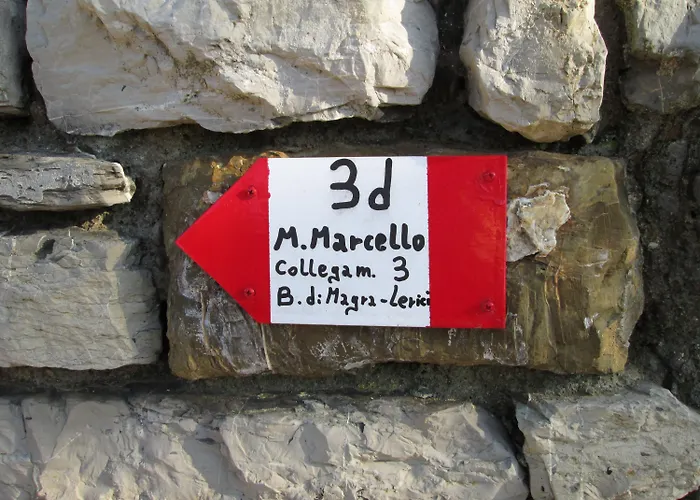 3d
M.Marcello
Collegam. 3
B. di Magra-Lerici